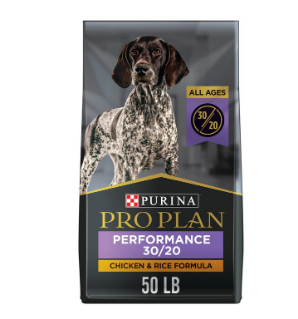 ALL AGES
30/20
PURINA
PRO PLAN
PERFORMANCE
30/20
CHICKEN & RICE FORMULA
50 LB